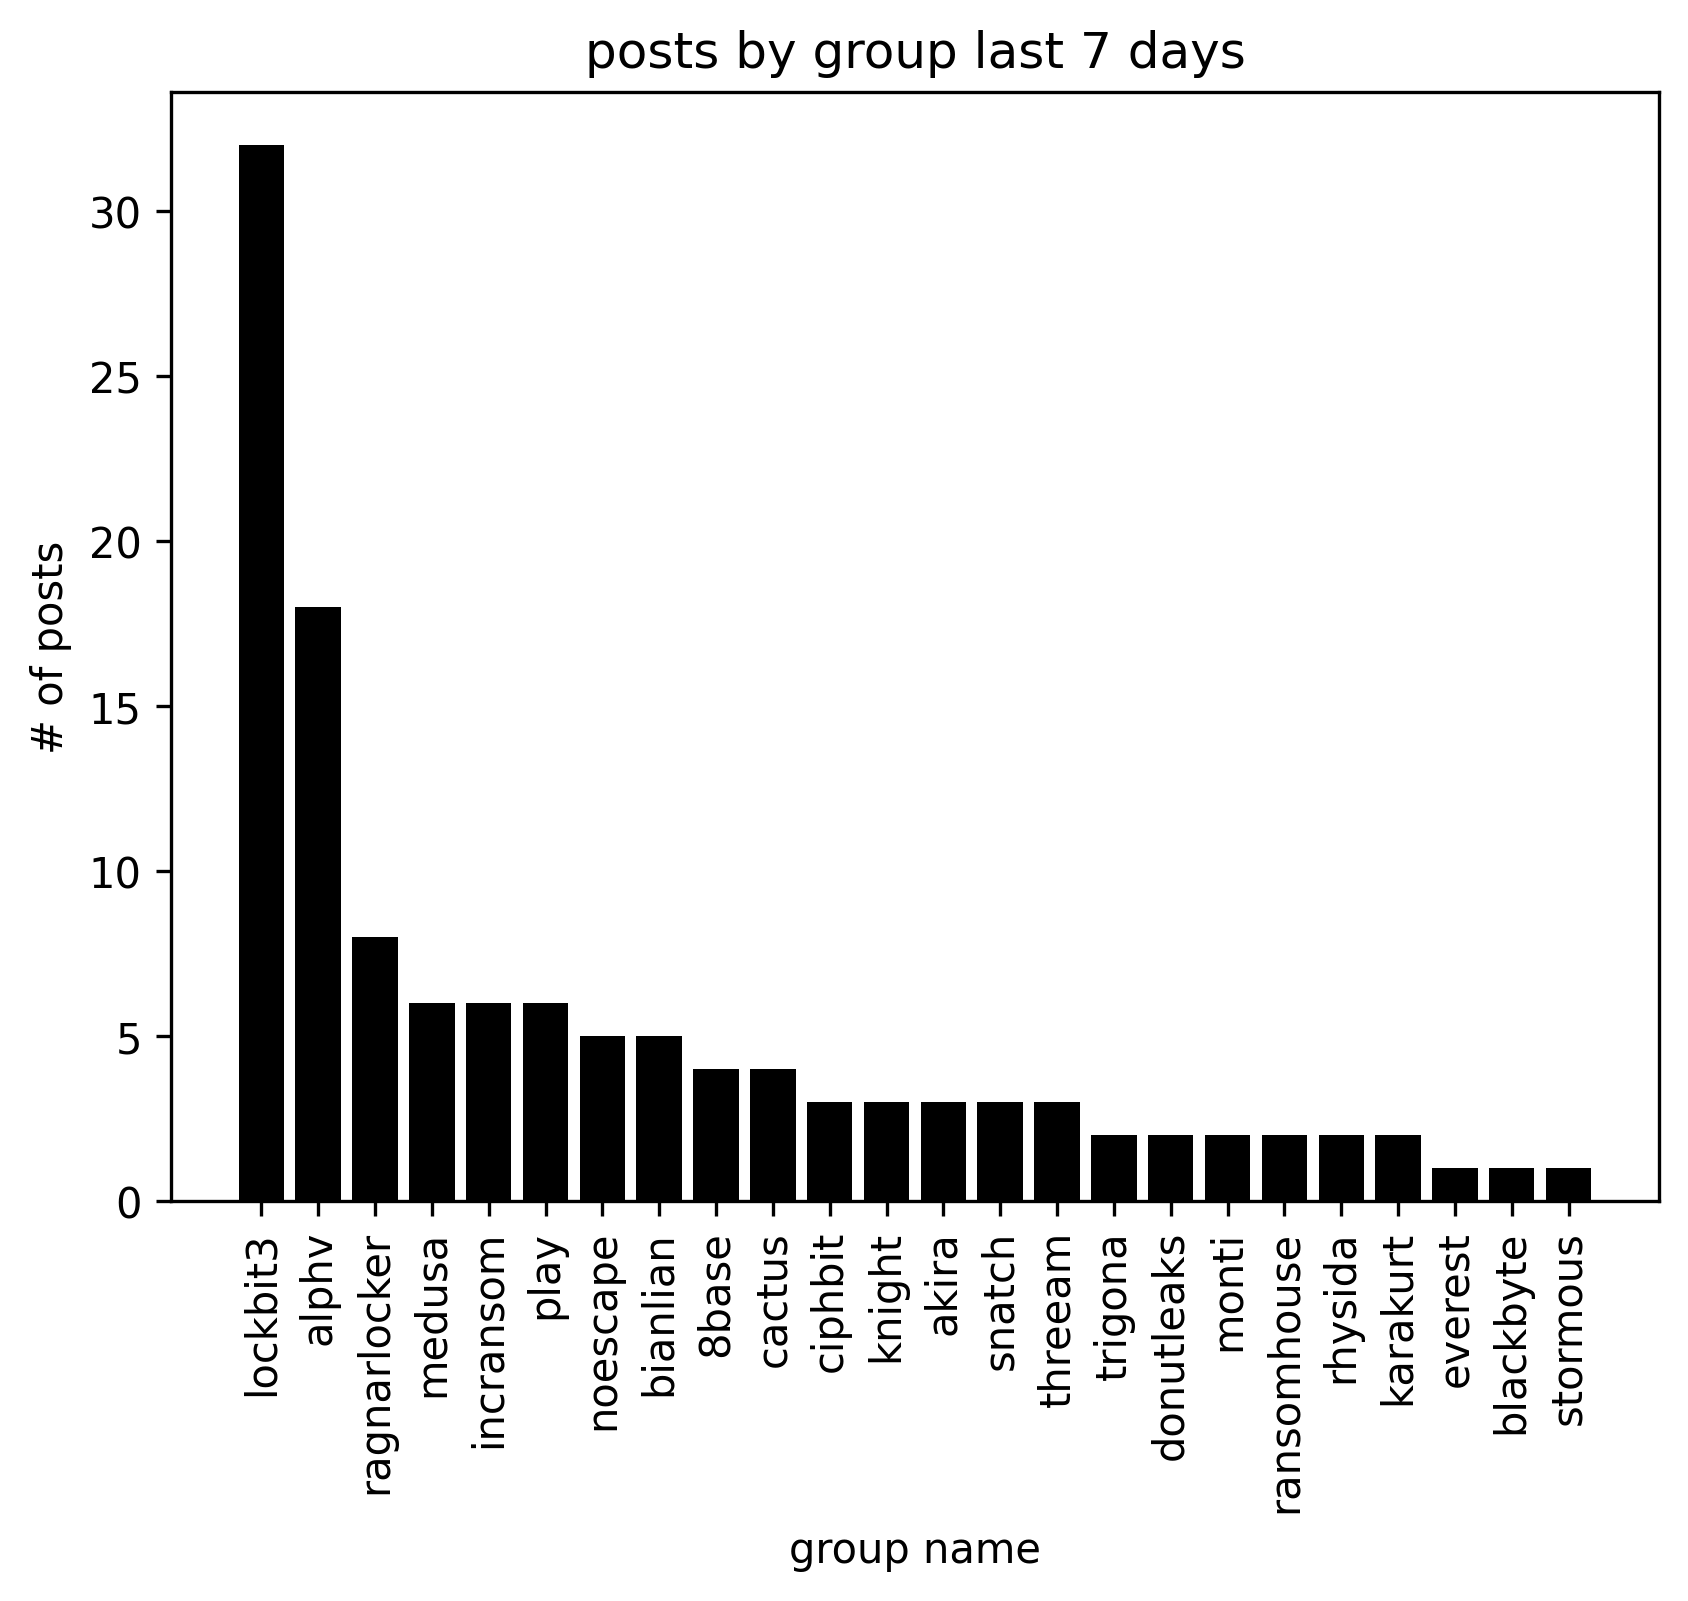 posts by group last 7 days
# of posts
30
25
20
15
10
5
0
lockbit3
alphv
ragnarlocker
medusa
incransom
play
noescape
bianlian
8base
cactus
ciphbit
knight
akira
snatch
threeam
trigona
donutleaks
monti
ransomhouse
rhysida
karakurt
everest
blackbyte
stormous
group name